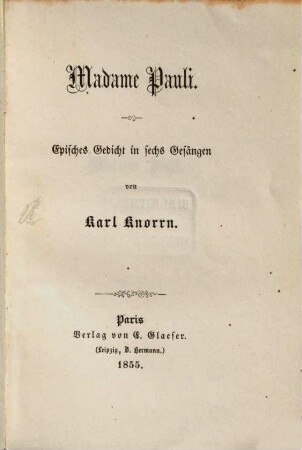 Madame Pauli.
Episches Gedicht in sechs Gesängen
von
Karl Knorrn.
Paris
Verlag von E. Glaeser.
(Leipzig, B. Hermann.)
1855.